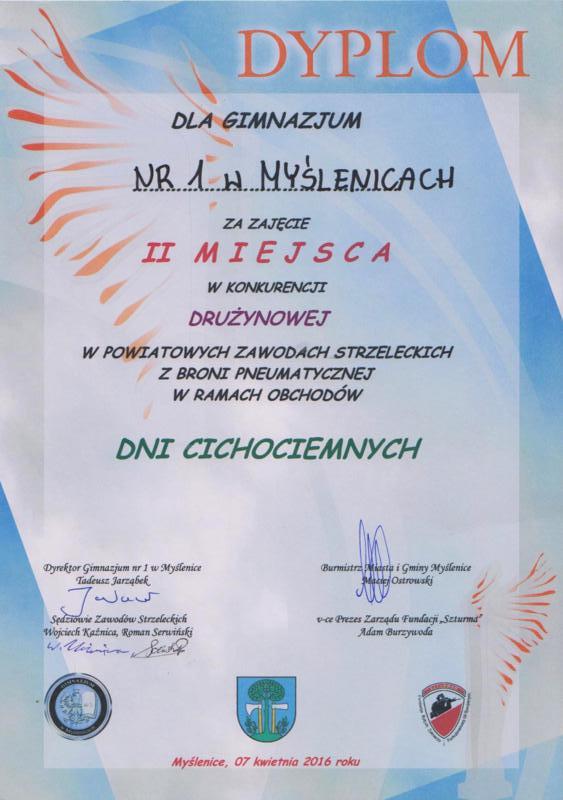 DYPLOM
DLA GIMNAZJUM
NR 1 W MYŚLENICACH
ZA ZAJĘCIE
II MIEJSCA
W KONKURENCJI
DRUŻYNOWEJ
W POWIATOWYCH ZAWODACH STRZELECKICH
Z BRONI PNEUMATYCZNEJ
W RAMACH OBCHODÓW
DNI CICHOCIEMNYCH
Dyrektor Gimnazjum nr 1 w Myślenice
Tadeusz Jarząbek
Burmistrz Miasta i Gminy Myślenice
Maciej Ostrowski
Sędziowie Zawodów Strzeleckich
Wojciech Kaźnica, Roman Serwiński
v-ce Prezes Zarządu Fundacji „Szturma"
Adam Burzywoda
Myślenice, 07 kwietnia 2016 roku